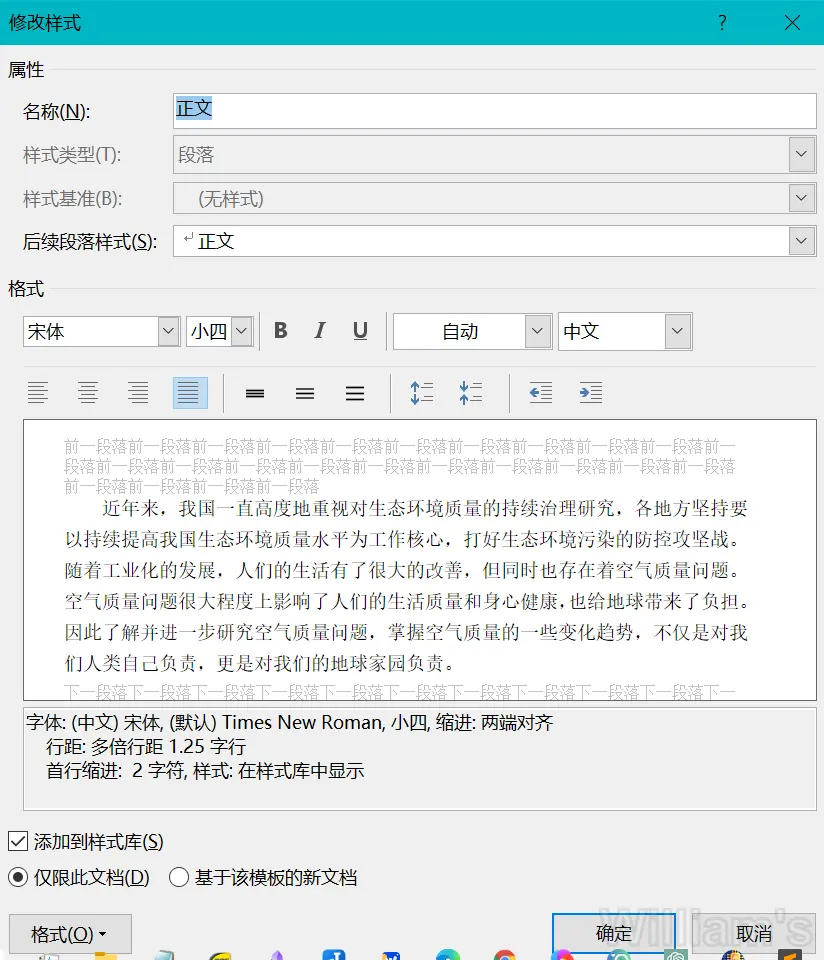 修改样式
?
属性
名称(N): 正文
样式类型(T): 段落
样式基准(B): (无样式)
后续段落样式(S): ↵正文
格式
宋体 小四 B I U 自动 中文
前一段落前一段落前一段落前一段落前一段落前一段落前一段落前一段落前一段落前一段落前一
段落前一段落前一段落前一段落前一段落前一段落前一段落前一段落前一段落前一段落前一段落
前一段落前一段落前一段落前一段落
近年来，我国一直高度地重视对生态环境质量的持续治理研究，各地方坚持要
以持续提高我国生态环境质量水平为工作核心，打好生态环境污染的防控攻坚战。
随着工业化的发展，人们的生活有了很大的改善，但同时也存在着空气质量问题。
空气质量问题很大程度上影响了人们的生活质量和身心健康，也给地球带来了负担。
因此了解并进一步研究空气质量问题，掌握空气质量的一些变化趋势，不仅是对我
们人类自己负责，更是对我们的地球家园负责。
下一段落下一段落下一段落下一段落下一段落下一段落下一段落下一段落下一段落下一段落下一
字体: (中文) 宋体, (默认) Times New Roman, 小四, 缩进: 两端对齐
行距: 多倍行距 1.25 字行
首行缩进:  2 字符, 样式: 在样式库中显示
添加到样式库(S)
仅限此文档(D) 基于该模板的新文档
格式(O) 确定 取消
William's